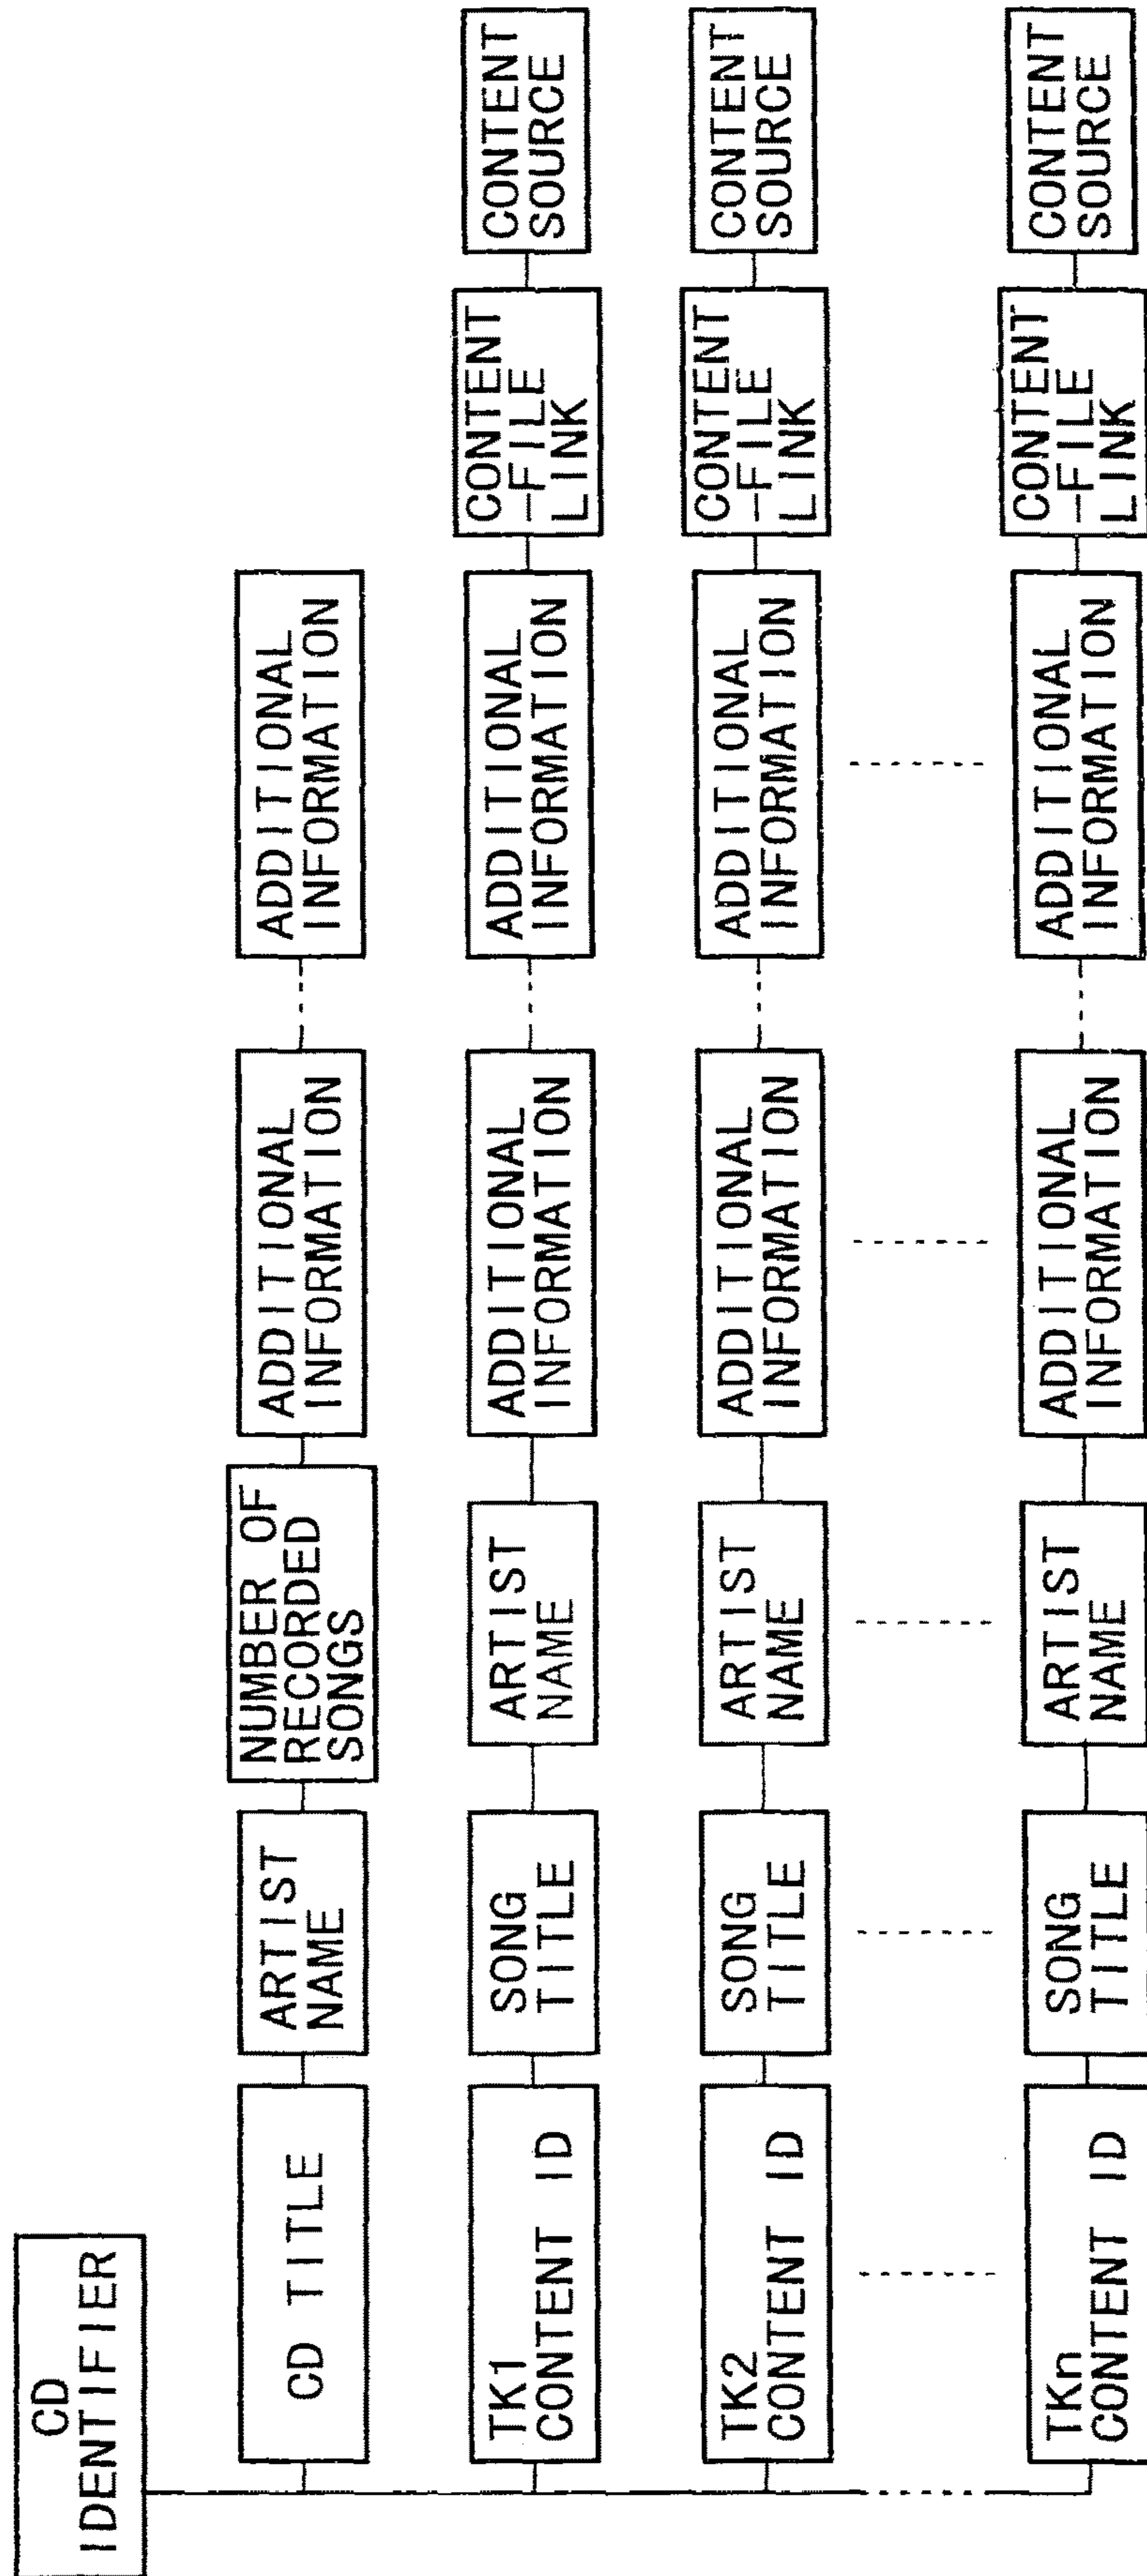 CD
IDENTIFIER
CD TITLE
ARTIST
NAME
NUMBER OF
RECORDED
SONGS
ADDITIONAL
INFORMATION
ADDITIONAL
INFORMATION
TK1
CONTENT ID
SONG
TITLE
ARTIST
NAME
ADDITIONAL
INFORMATION
ADDITIONAL
INFORMATION
CONTENT
-FILE
LINK
CONTENT
SOURCE
TK2
CONTENT ID
SONG
TITLE
ARTIST
NAME
ADDITIONAL
INFORMATION
ADDITIONAL
INFORMATION
CONTENT
-FILE
LINK
CONTENT
SOURCE
TKn
CONTENT ID
SONG
TITLE
ARTIST
NAME
ADDITIONAL
INFORMATION
ADDITIONAL
INFORMATION
CONTENT
-FILE
LINK
CONTENT
SOURCE